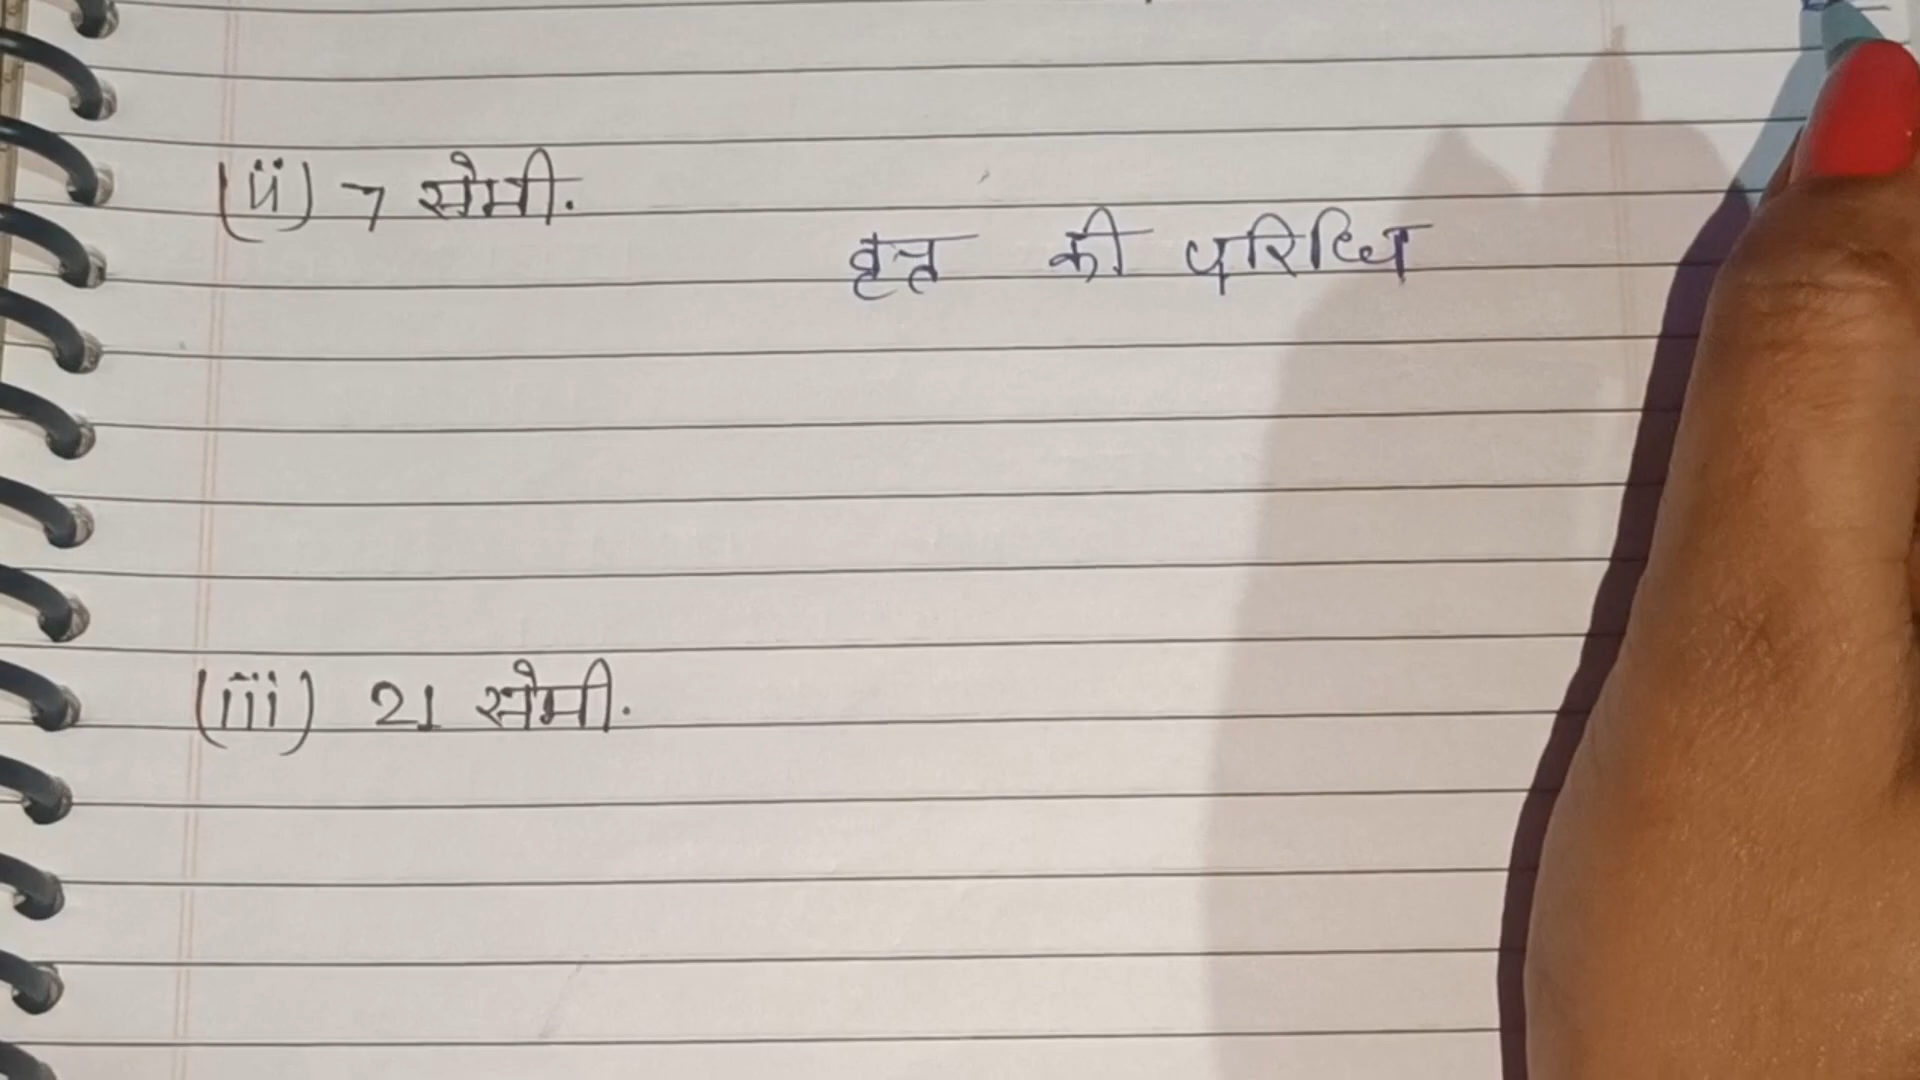 (ii) 7 सेमी.
वृत्त की परिधि
(iii) 21 सेमी.